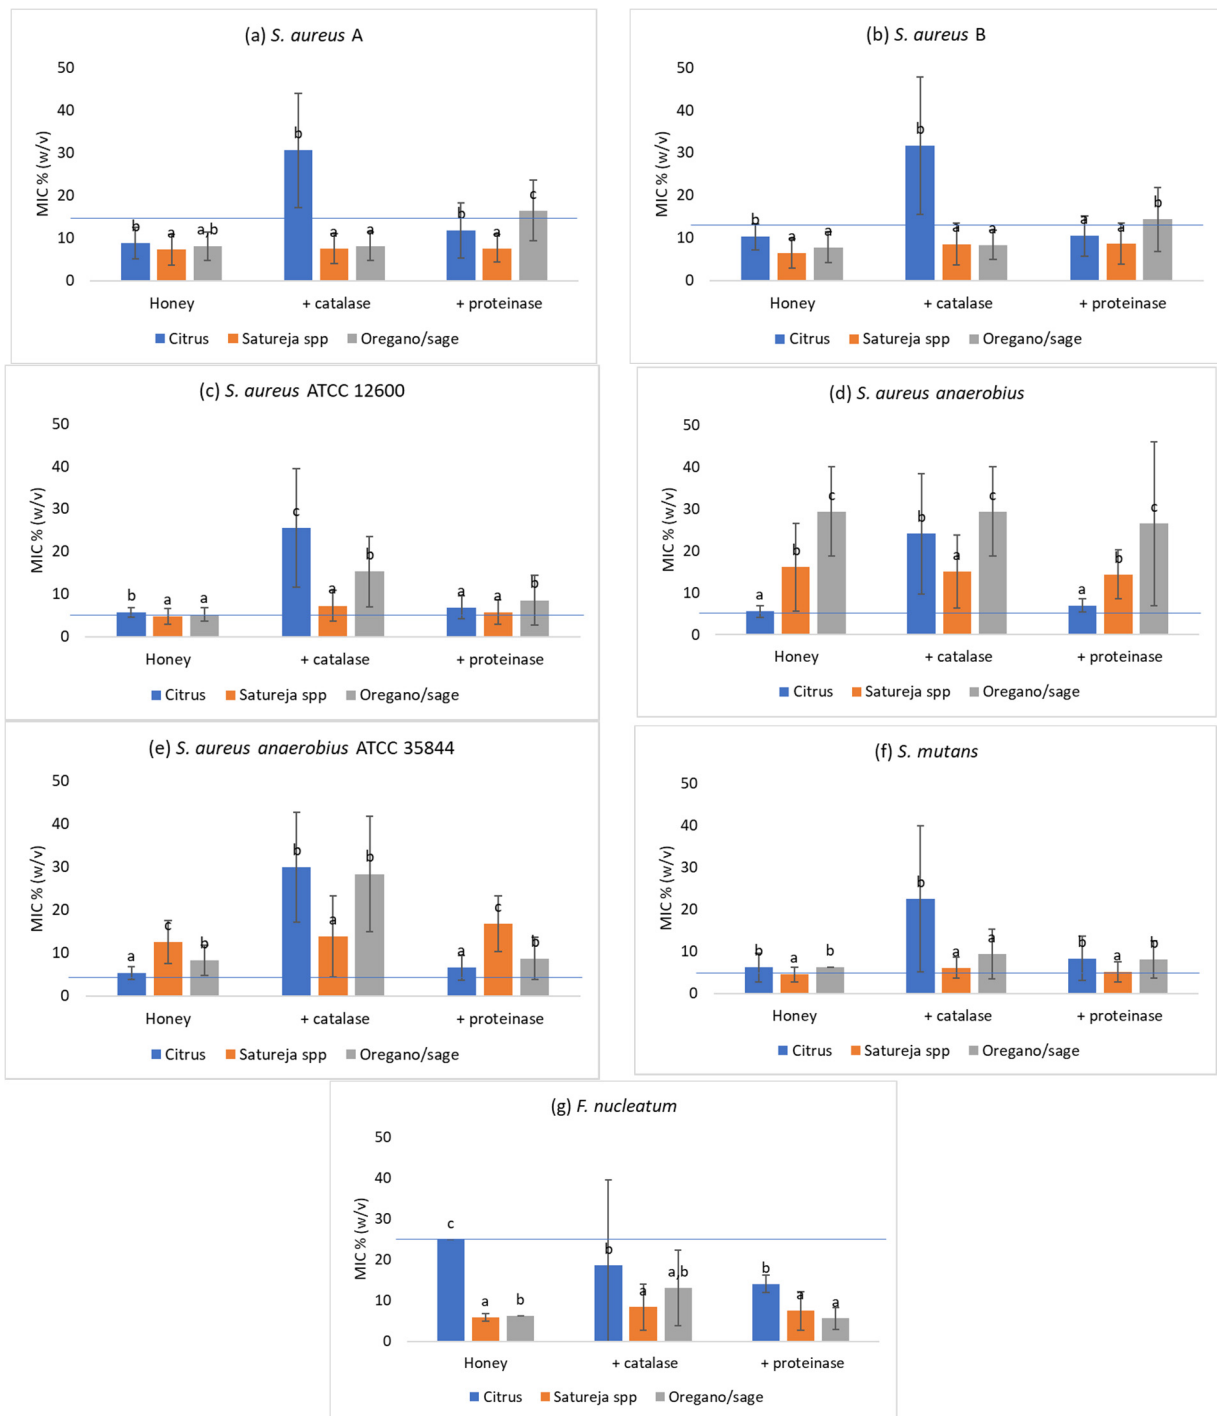 (a) S. aureus A
MIC % (w/v)
50
40
30
20
10
0
b
a
a,b
b
a
a
b
a
c
Honey
+ catalase
+ proteinase
Citrus
Satureja spp
Oregano/sage
(b) S. aureus B
MIC % (w/v)
50
40
30
20
10
0
b
a
a
b
a
a
a
a
b
Honey
+ catalase
+ proteinase
Citrus
Satureja spp
Oregano/sage
(c) S. aureus ATCC 12600
MIC % (w/v)
50
40
30
20
10
0
b
a
a
c
a
b
a
a
b
Honey
+ catalase
+ proteinase
Citrus
Satureja spp
Oregano/sage
(d) S. aureus anaerobius
MIC % (w/v)
50
40
30
20
10
0
a
b
c
b
a
c
a
b
c
Honey
+ catalase
+ proteinase
Citrus
Satureja spp
Oregano/sage
(e) S. aureus anaerobius ATCC 35844
MIC % (w/v)
50
40
30
20
10
0
a
c
b
b
a
b
a
c
b
Honey
+ catalase
+ proteinase
Citrus
Satureja spp
Oregano/sage
(f) S. mutans
MIC % (w/v)
50
40
30
20
10
0
b
a
b
b
a
a
b
a
b
Honey
+ catalase
+ proteinase
Citrus
Satureja spp
Oregano/sage
(g) F. nucleatum
MIC % (w/v)
50
40
30
20
10
0
c
a
b
b
a
a,b
b
a
a
Honey
+ catalase
+ proteinase
Citrus
Satureja spp
Oregano/sage